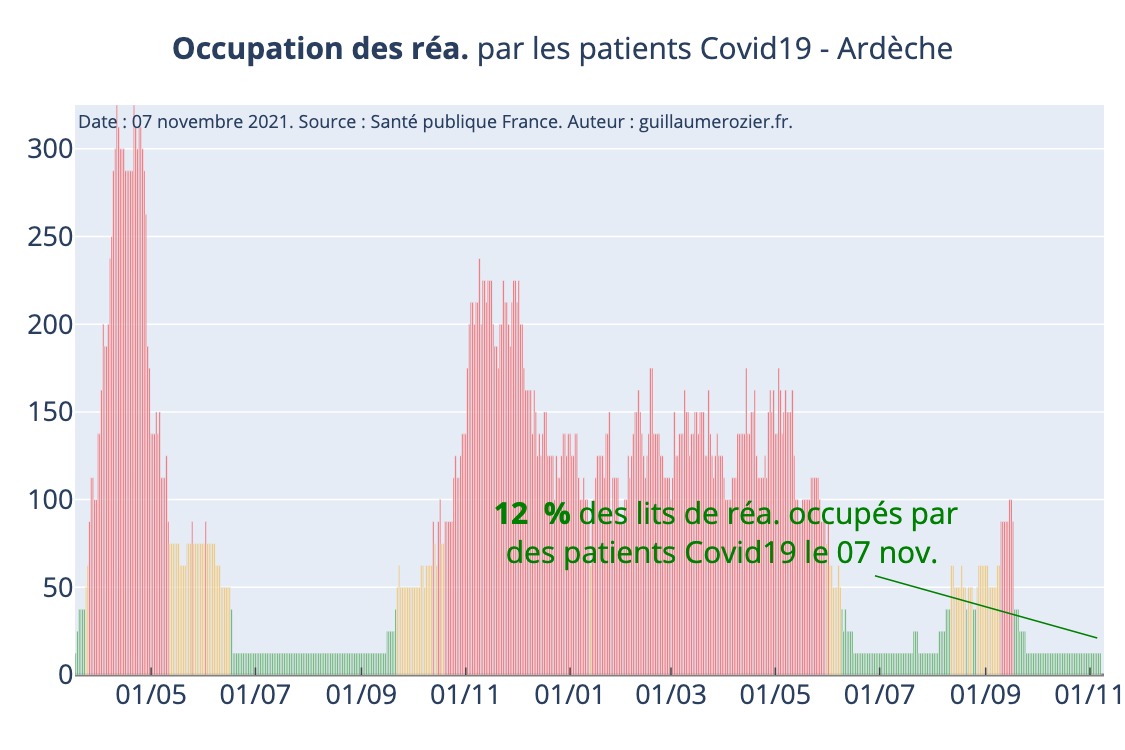 Occupation des réa. par les patients Covid19 - Ardèche
Date : 07 novembre 2021. Source : Santé publique France. Auteur : guillaumerozier.fr.
300
250
200
150
100
50
0
12 % des lits de réa. occupés par
des patients Covid19 le 07 nov.
01/05 01/07 01/09 01/11 01/01 01/03 01/05 01/07 01/09 01/11